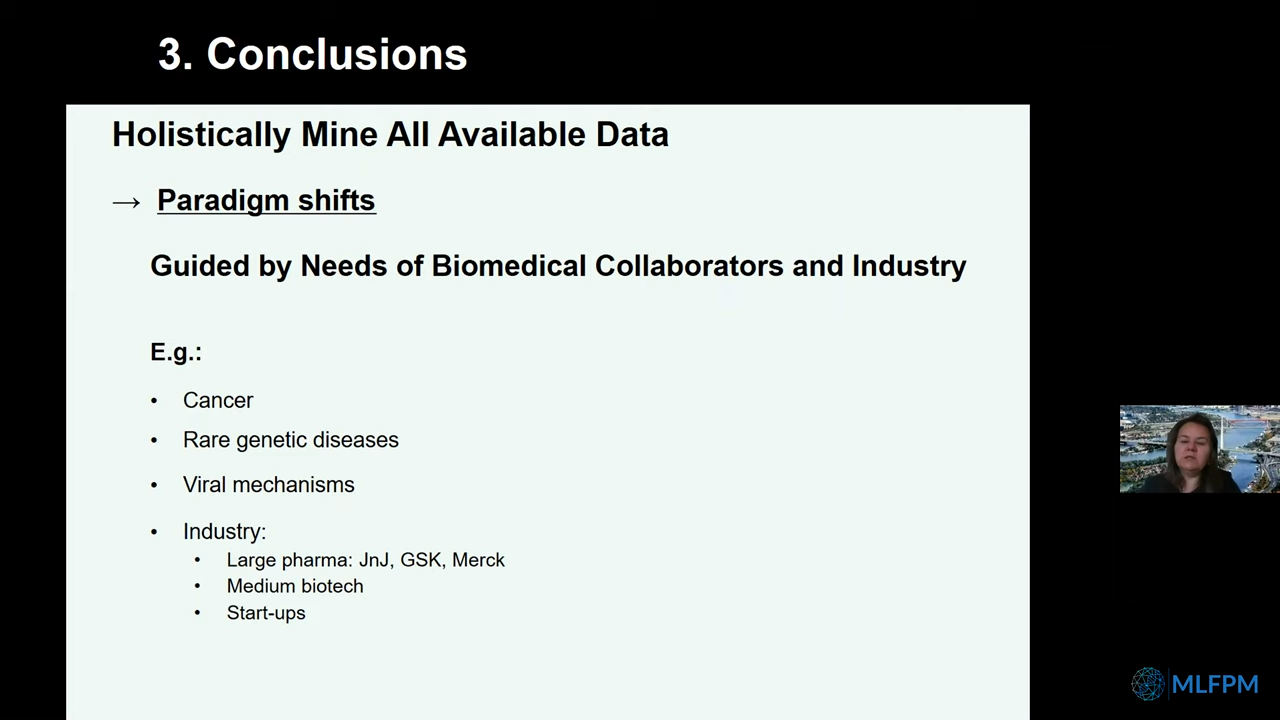 3. Conclusions
Holistically Mine All Available Data
→ Paradigm shifts
Guided by Needs of Biomedical Collaborators and Industry
E.g.:
• Cancer
• Rare genetic diseases
• Viral mechanisms
• Industry:
• Large pharma: JnJ, GSK, Merck
• Medium biotech
• Start-ups
MLFPM